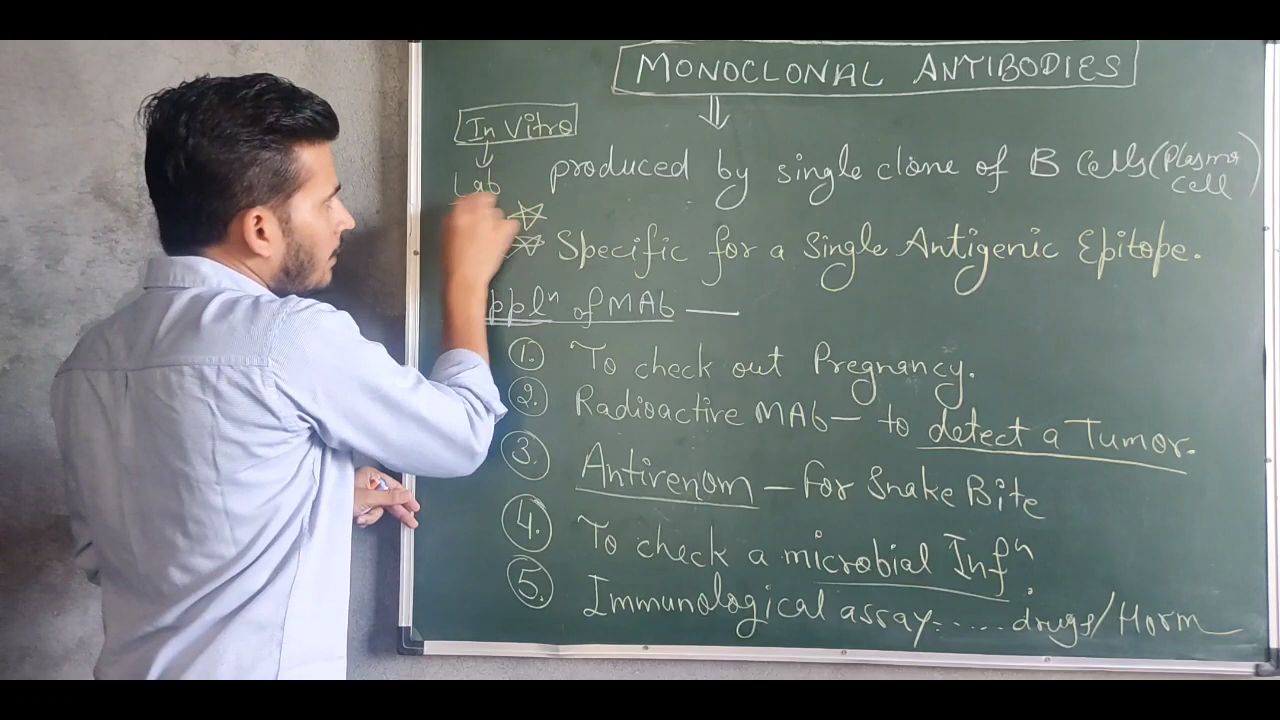 MONOCLONAL ANTIBODIES
In Vitro
Lab
produced by single clone of B Cells (Plasma Cell)
Specific for a Single Antigenic Epitope.
ppln of MAb —
1. To check out Pregnancy.
2. Radioactive MAb — to detect a Tumor.
3. Antirenom — for Snake Bite
4. To check a microbial Infn
5. Immunological assay:..... drugs/Horm